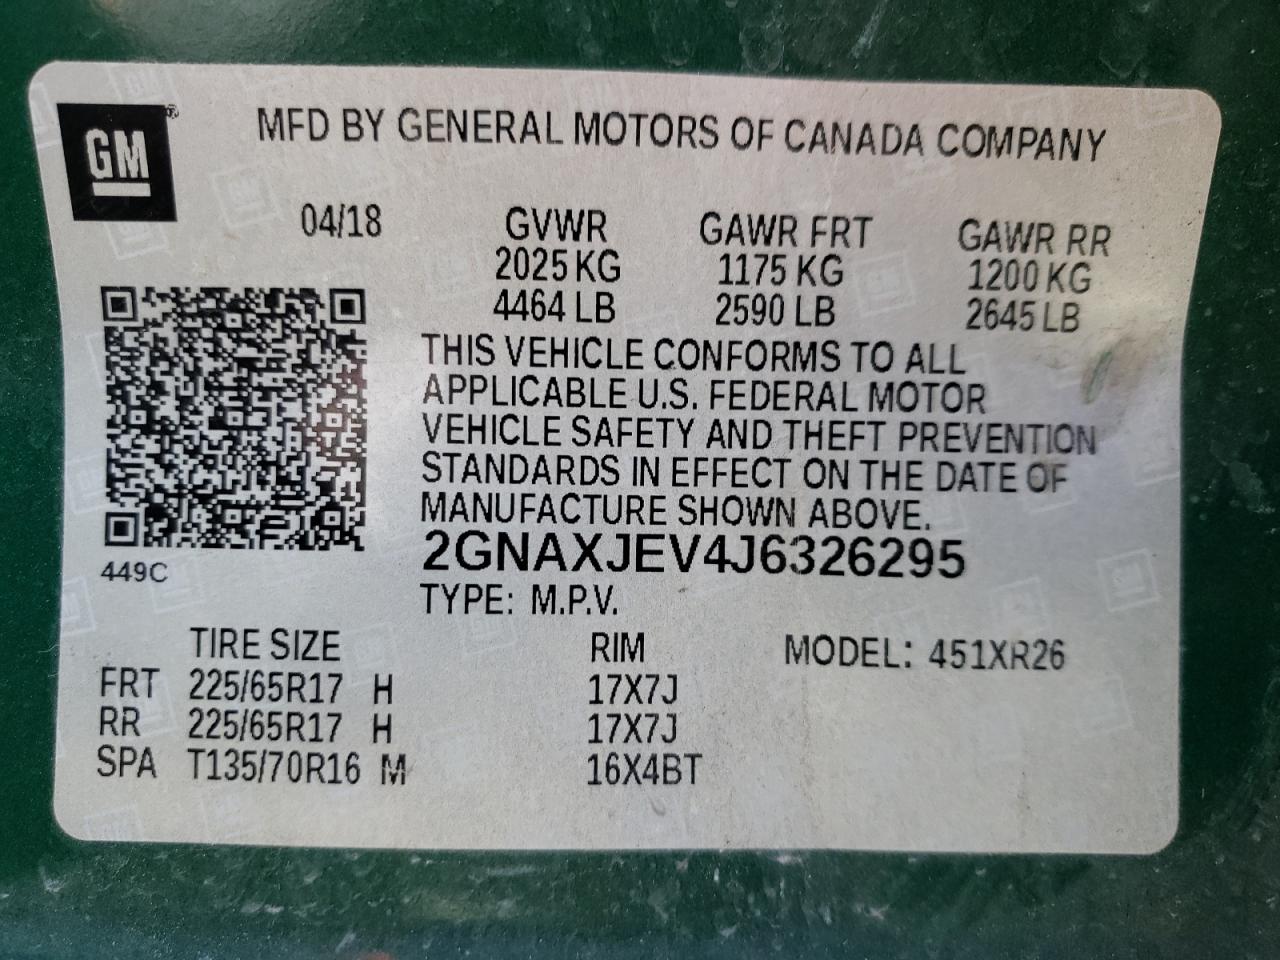 GM
MFD BY GENERAL MOTORS OF CANADA COMPANY
04/18
GVWR GAWR FRT GAWR RR
2025 KG 1175 KG 1200 KG
4464 LB 2590 LB 2645 LB
THIS VEHICLE CONFORMS TO ALL
APPLICABLE U.S. FEDERAL MOTOR
VEHICLE SAFETY AND THEFT PREVENTION
STANDARDS IN EFFECT ON THE DATE OF
MANUFACTURE SHOWN ABOVE.
449C
2GNAXJEV4J6326295
TYPE: M.P.V.
TIRE SIZE RIM MODEL: 451XR26
FRT 225/65R17 H 17X7J
RR 225/65R17 H 17X7J
SPA T135/70R16 M 16X4BT